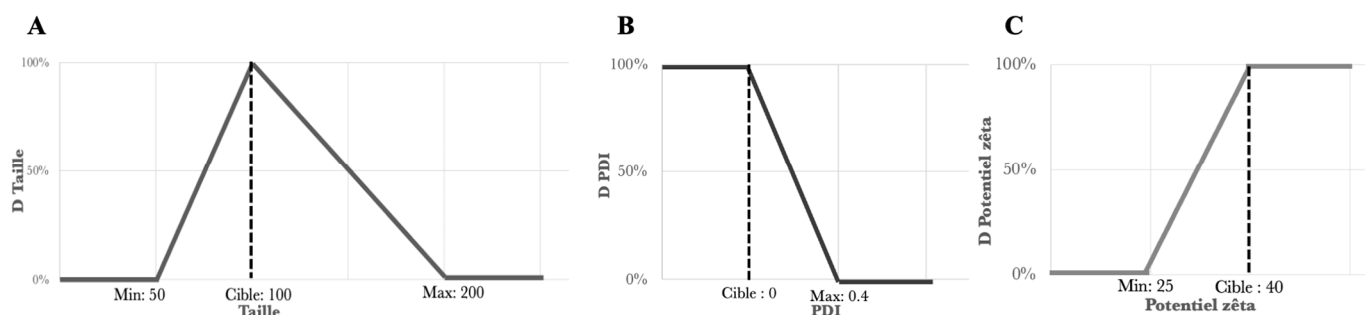 A
D Taille
100%
50%
0%
Min: 50
Cible: 100
Max: 200
Taille
B
D PDI
100%
50%
0%
Cible : 0
Max: 0.4
PDI
C
D Potentiel zêta
100%
50%
0%
Min: 25
Cible : 40
Potentiel zêta